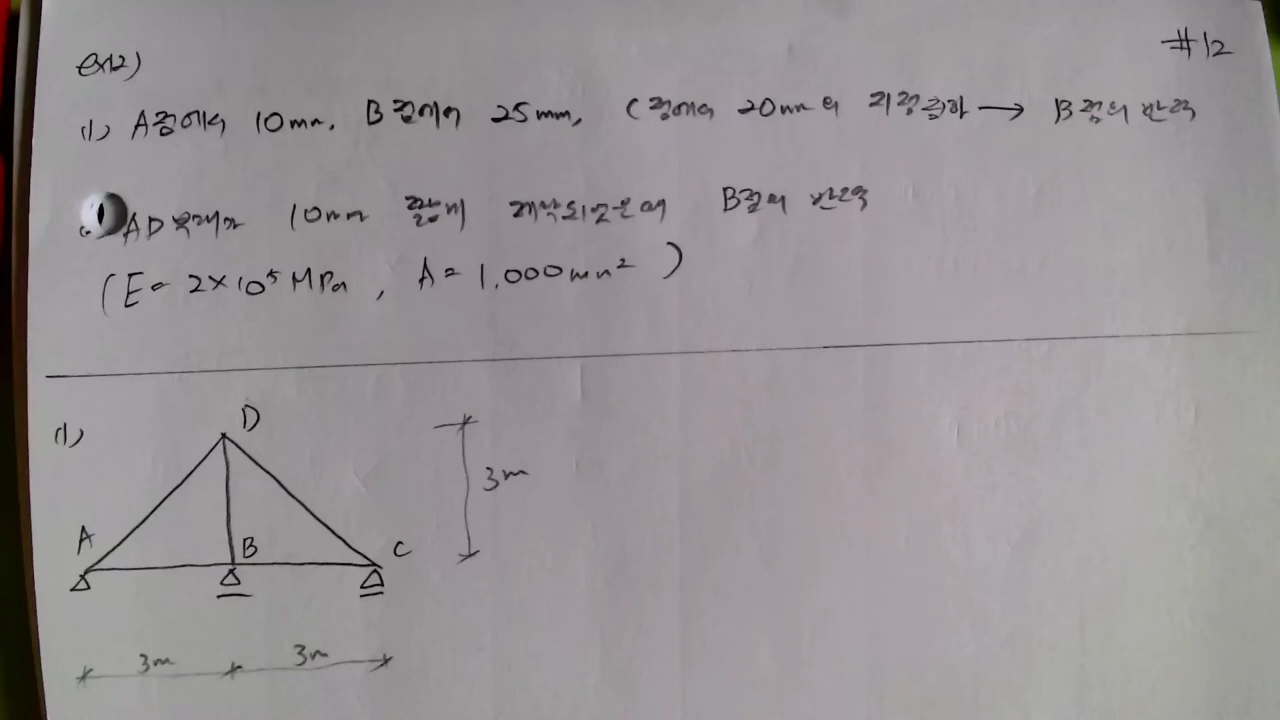 #12
ex12)
(1) A점에서 10mm, B점에서 25mm, C점에서 20mm의 지점침하 → B점의 반력
AD부재가 10mm 짧게 제작되었을때 B점의 반력
(E= 2×10⁵ MPa, A= 1,000mm²)
(1)
D
3m
A
B
C
3m 3m